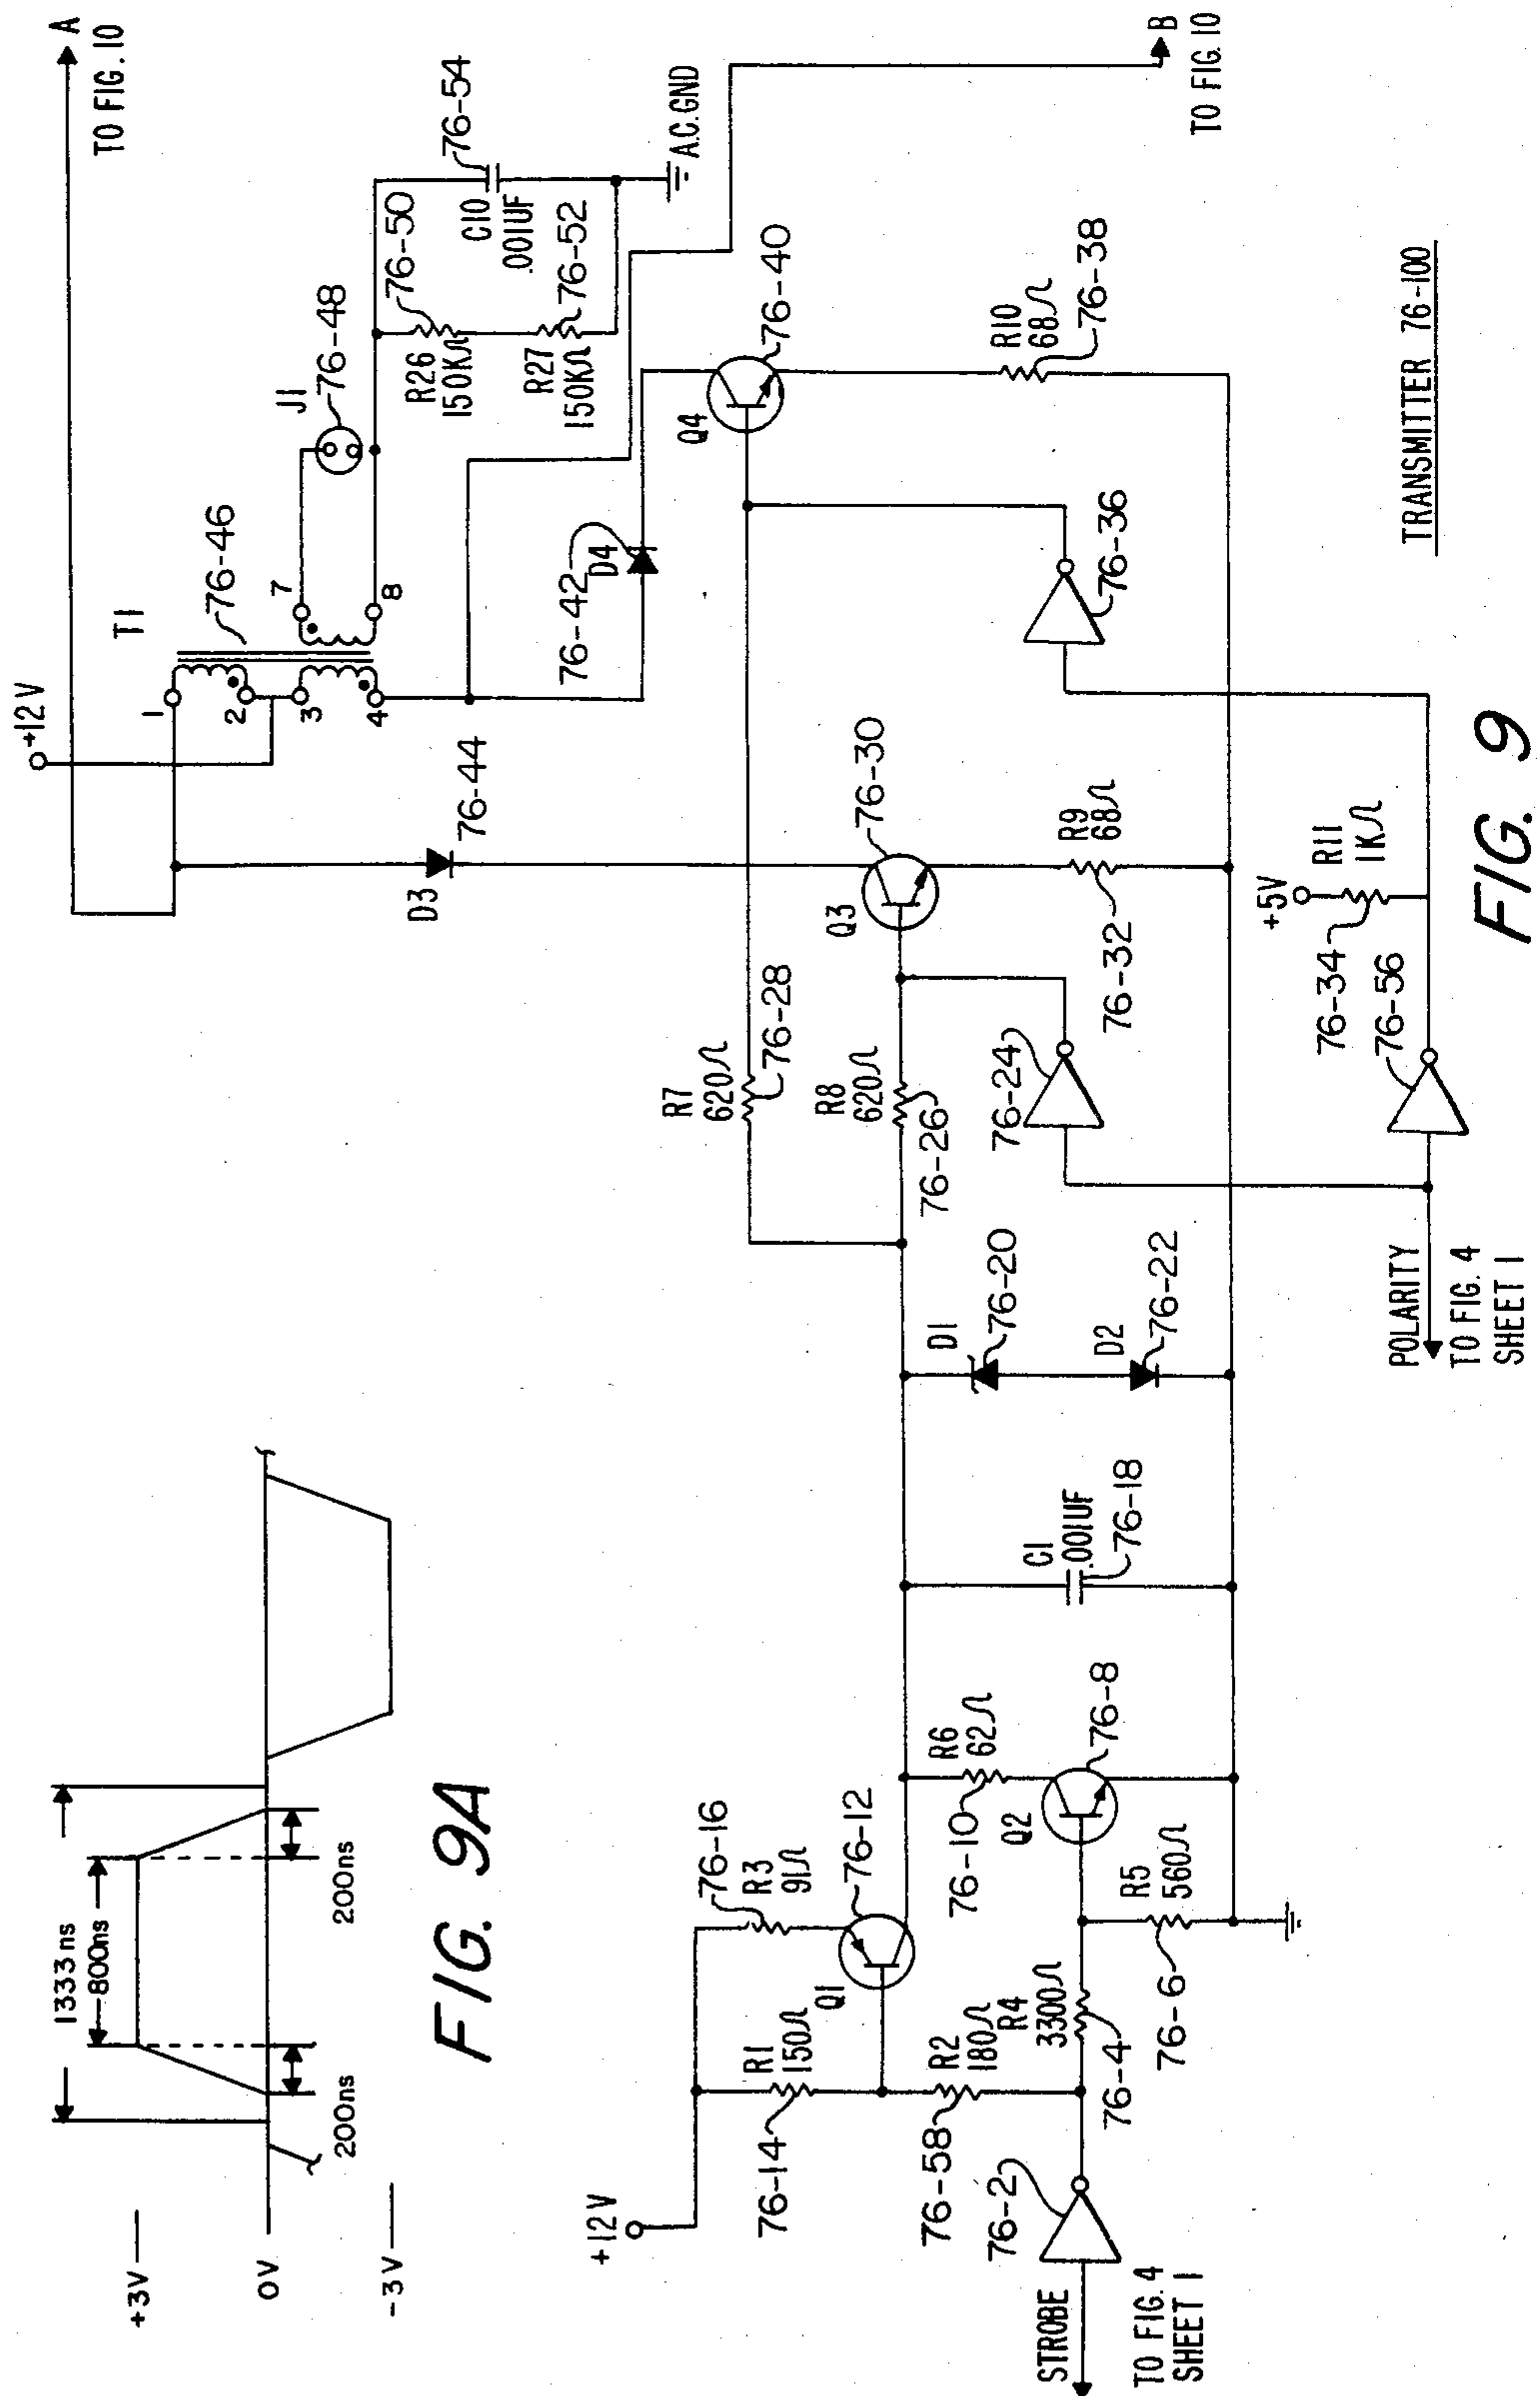 +3V
0V
-3V
1333ns
800ns
200ns
200ns
FIG. 9A
+12V
76-14
R1
150Ω
76-16
R3
91Ω
Q1
76-12
76-58
R2
180Ω
76-2
STROBE
TO FIG. 4
SHEET 1
R4
3300Ω
76-4
76-6
R5
560Ω
76-10
R6
62Ω
Q2
76-8
C1
.001UF
76-18
D1
76-20
D2
76-22
R7
620Ω
76-28
R8
620Ω
76-26
76-24
POLARITY
TO FIG. 4
SHEET 1
76-56
76-34
+5V
R11
1KΩ
Q3
76-30
R9
68Ω
76-32
D3
76-44
+12V
T1
1
2
3
4
7
8
76-46
J1
76-48
76-42
D4
Q4
76-40
76-36
R10
68Ω
76-38
R26
150KΩ
76-50
R27
150KΩ
76-52
C10
.001UF
76-54
A.C. GND
A
TO FIG. 10
B
TO FIG. 10
TRANSMITTER 76-100
FIG. 9